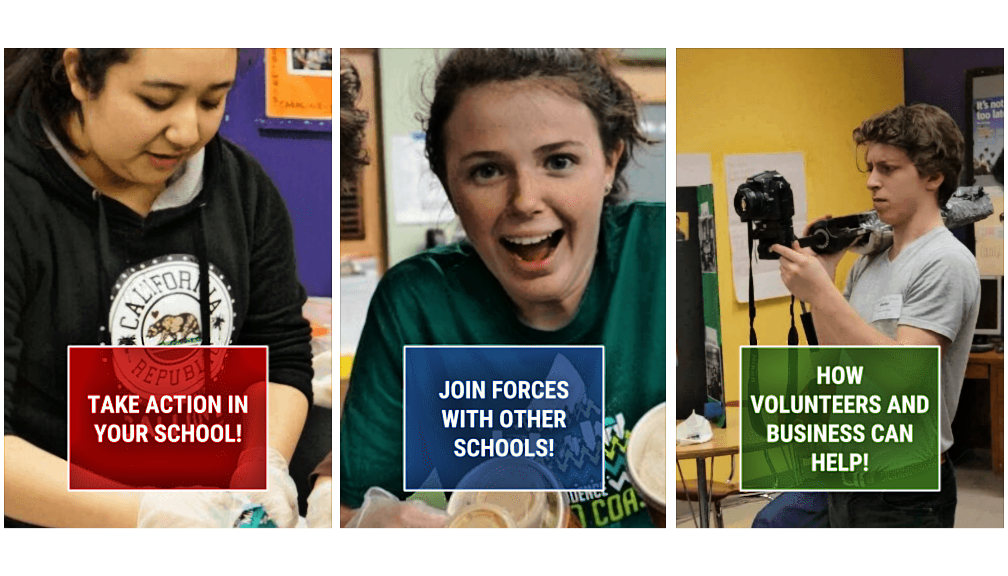 CALIFORNIA
REPUBLIC
TAKE ACTION IN
YOUR SCHOOL!
JOIN FORCES
WITH OTHER
SCHOOLS!
It's not
too lat
HOW
VOLUNTEERS AND
BUSINESS CAN
HELP!